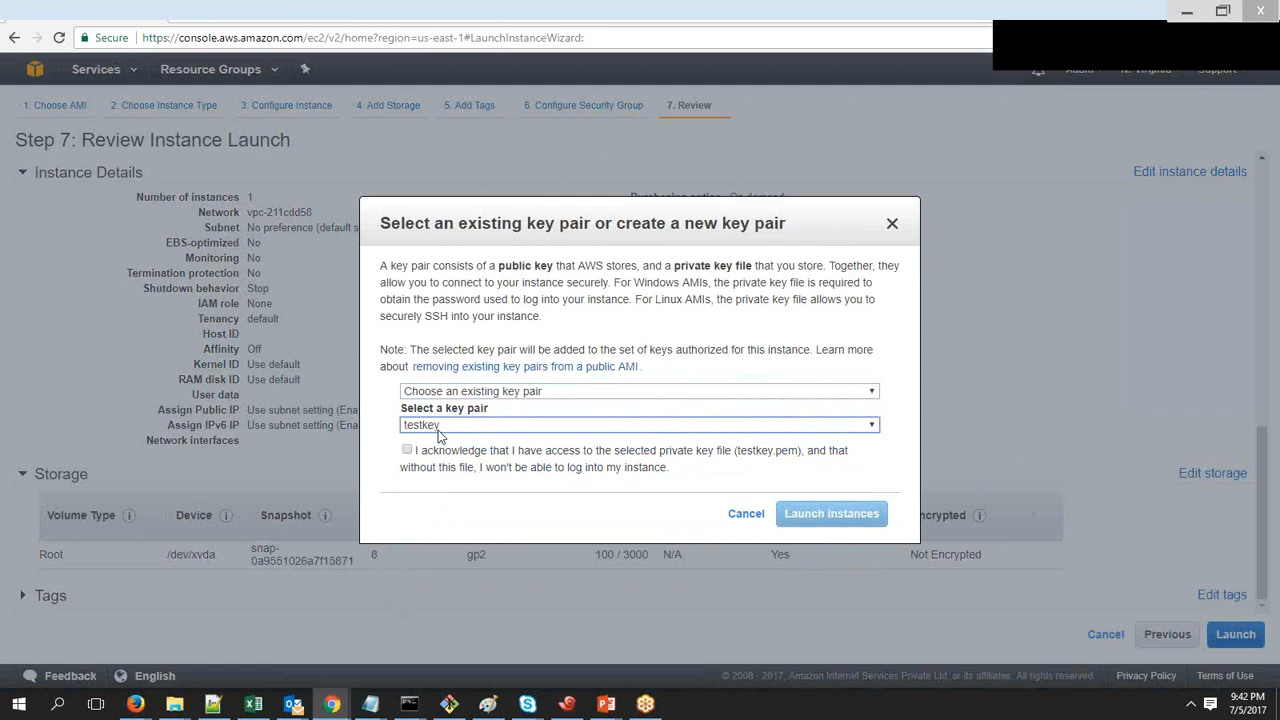 X
Secure https://console.aws.amazon.com/ec2/v2/home?region=us-east-1#LaunchInstanceWizard:
Services Resource Groups Support
1. Choose AMI 2. Choose Instance Type 3. Configure Instance 4. Add Storage 5. Add Tags 6. Configure Security Group 7. Review
Step 7: Review Instance Launch
Instance Details Edit instance details
Number of instances 1
Network vpc-211cdd58
Subnet No preference (default s
EBS-optimized No
Monitoring No
Termination protection No
Shutdown behavior Stop
IAM role None
Tenancy default
Host ID
Affinity Off
Kernel ID Use default
RAM disk ID Use default
User data
Assign Public IP Use subnet setting (Ena
Assign IPv6 IP Use subnet setting (Ena
Network interfaces
Purchasing option On demand
Select an existing key pair or create a new key pair
A key pair consists of a public key that AWS stores, and a private key file that you store. Together, they
allow you to connect to your instance securely. For Windows AMIs, the private key file is required to
obtain the password used to log into your instance. For Linux AMIs, the private key file allows you to
securely SSH into your instance.
Note: The selected key pair will be added to the set of keys authorized for this instance. Learn more
about removing existing key pairs from a public AMI.
Choose an existing key pair
Select a key pair
testkey
I acknowledge that I have access to the selected private key file (testkey.pem), and that
without this file, I won't be able to log into my instance.
Cancel Launch Instances
Storage Edit storage
Volume Type Device Snapshot ncrypted
Root /dev/xvda snap-
0a9551026a7f15871 8 gp2 100 / 3000 N/A Yes Not Encrypted
Tags Edit tags
Cancel Previous Launch
Feedback English © 2008 - 2017, Amazon Internet Services Private Ltd. or its affiliates. All rights reserved. Privacy Policy Terms of Use
9:42 PM
7/5/2017